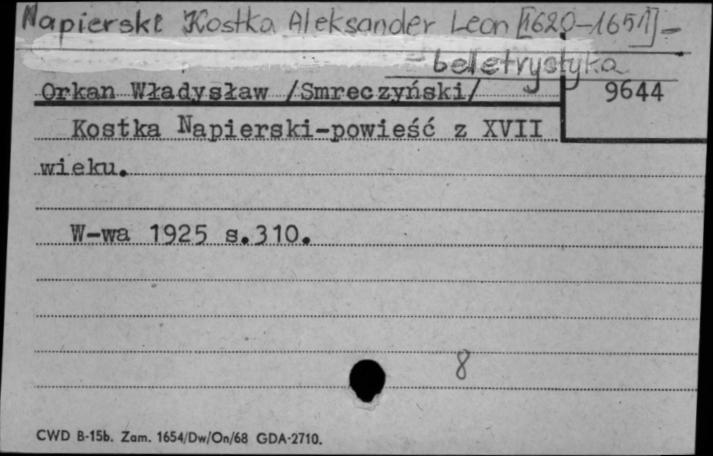 Napierski Kostka Aleksander Leon [1620-1651] -
- beletrystyka
Orkan Władysław /Smreczyński/
9644
Kostka Napierski-powieść z XVII
wieku.
W-wa 1925 s.310.
8
CWD B-15b. Zam. 1654/Dw/On/68 GDA-2710.